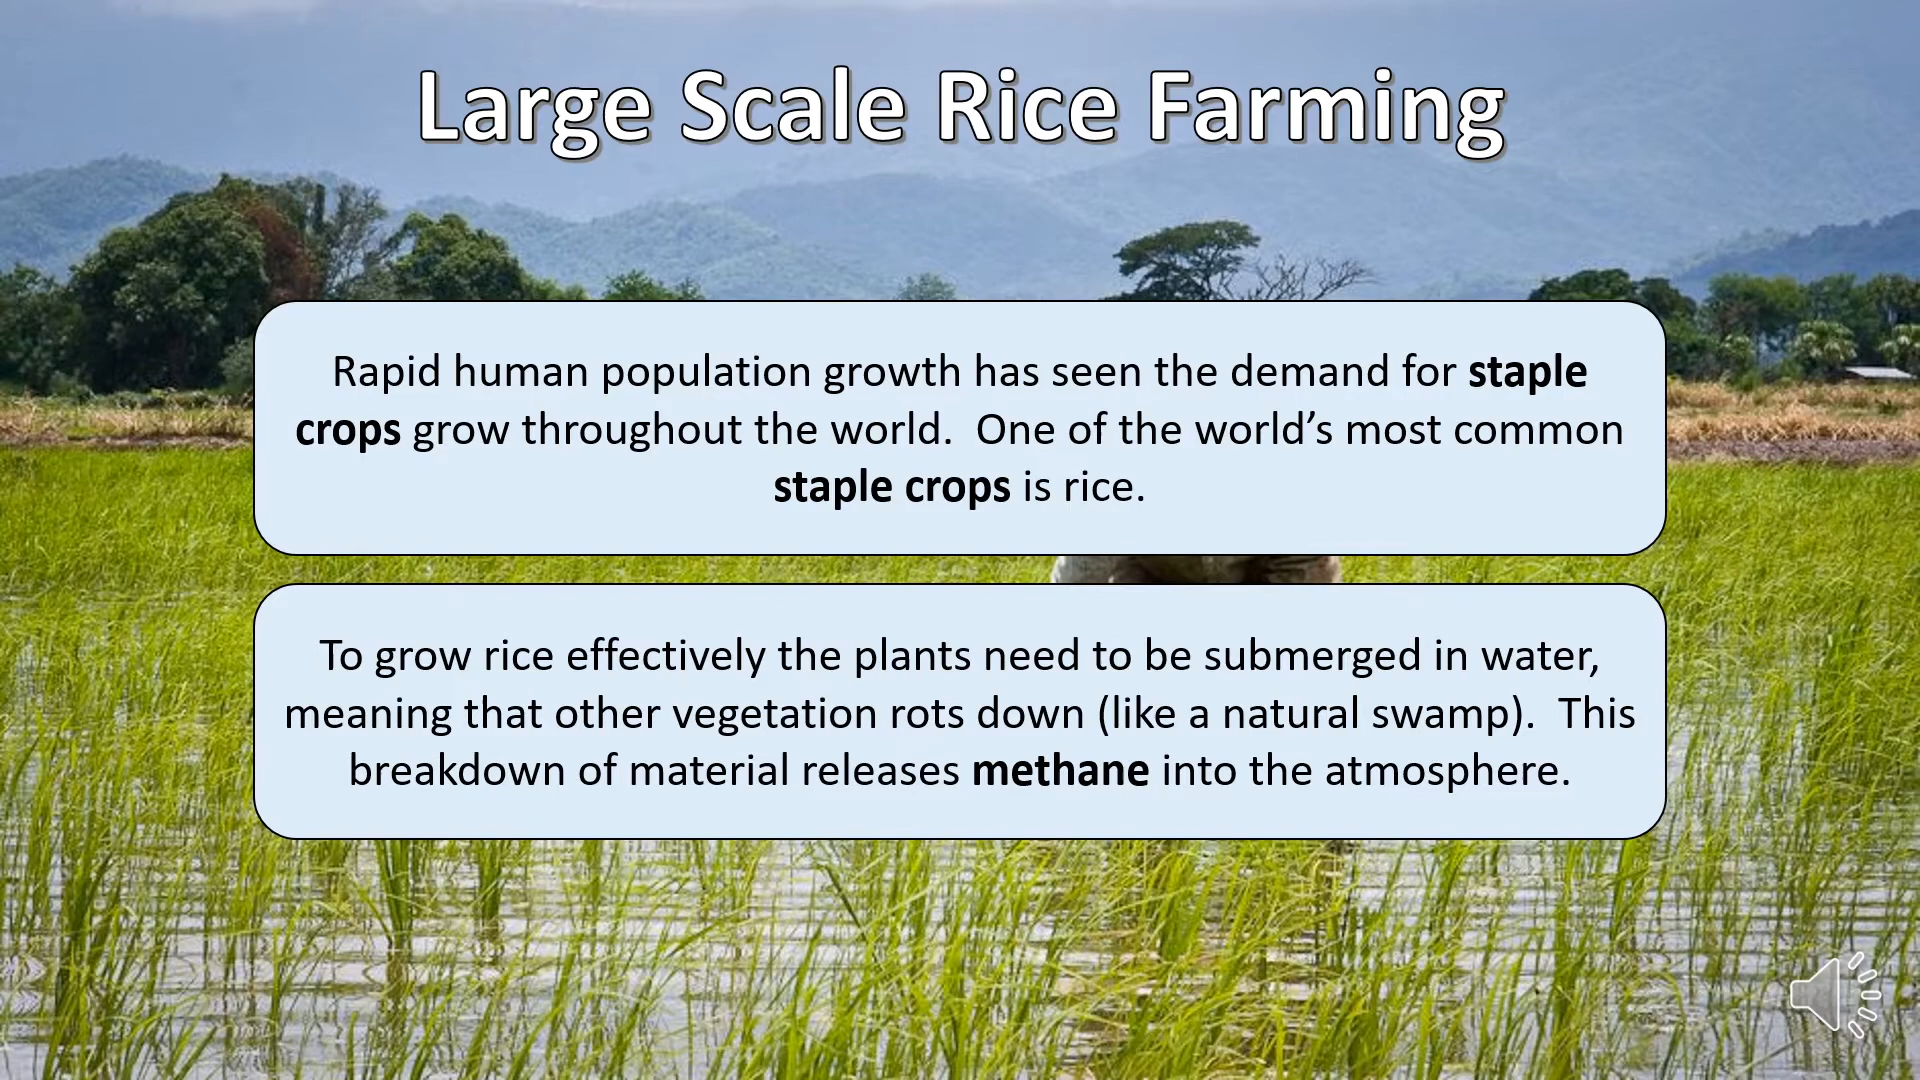 Large Scale Rice Farming
Rapid human population growth has seen the demand for staple
crops grow throughout the world.  One of the world’s most common
staple crops is rice.
To grow rice effectively the plants need to be submerged in water,
meaning that other vegetation rots down (like a natural swamp).  This
breakdown of material releases methane into the atmosphere.